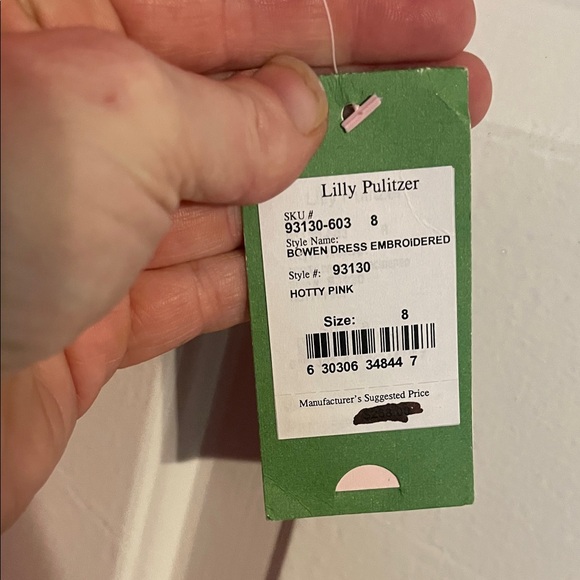 Lilly Pulitzer
SKU #
93130-603 8
Style Name:
BOWEN DRESS EMBROIDERED
Style #: 93130
HOTTY PINK
Size: 8
6 30306 34844 7
Manufacturer's Suggested Price